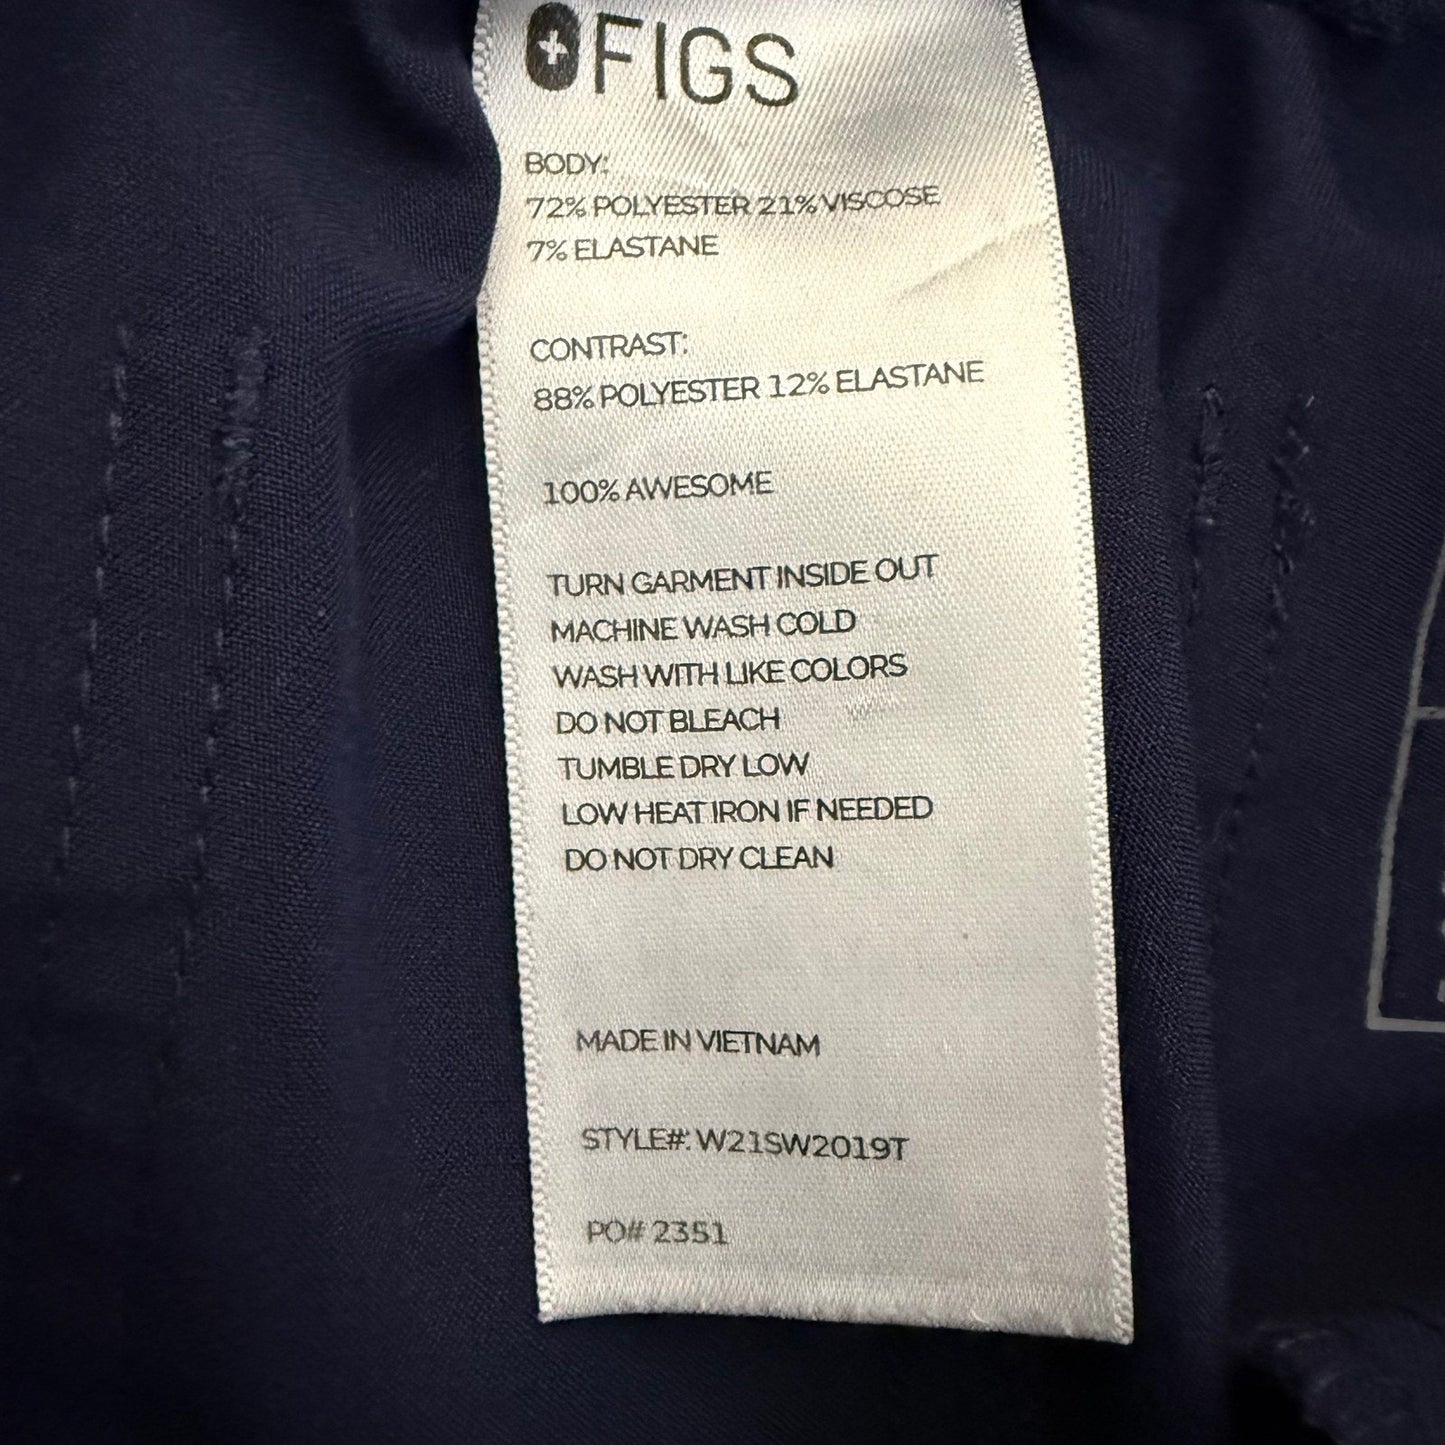 FIGS
BODY:
72% POLYESTER 21% VISCOSE
7% ELASTANE
CONTRAST:
88% POLYESTER 12% ELASTANE
100% AWESOME
TURN GARMENT INSIDE OUT
MACHINE WASH COLD
WASH WITH LIKE COLORS
DO NOT BLEACH
TUMBLE DRY LOW
LOW HEAT IRON IF NEEDED
DO NOT DRY CLEAN
MADE IN VIETNAM
STYLE#: W21SW2019T
PO# 2351